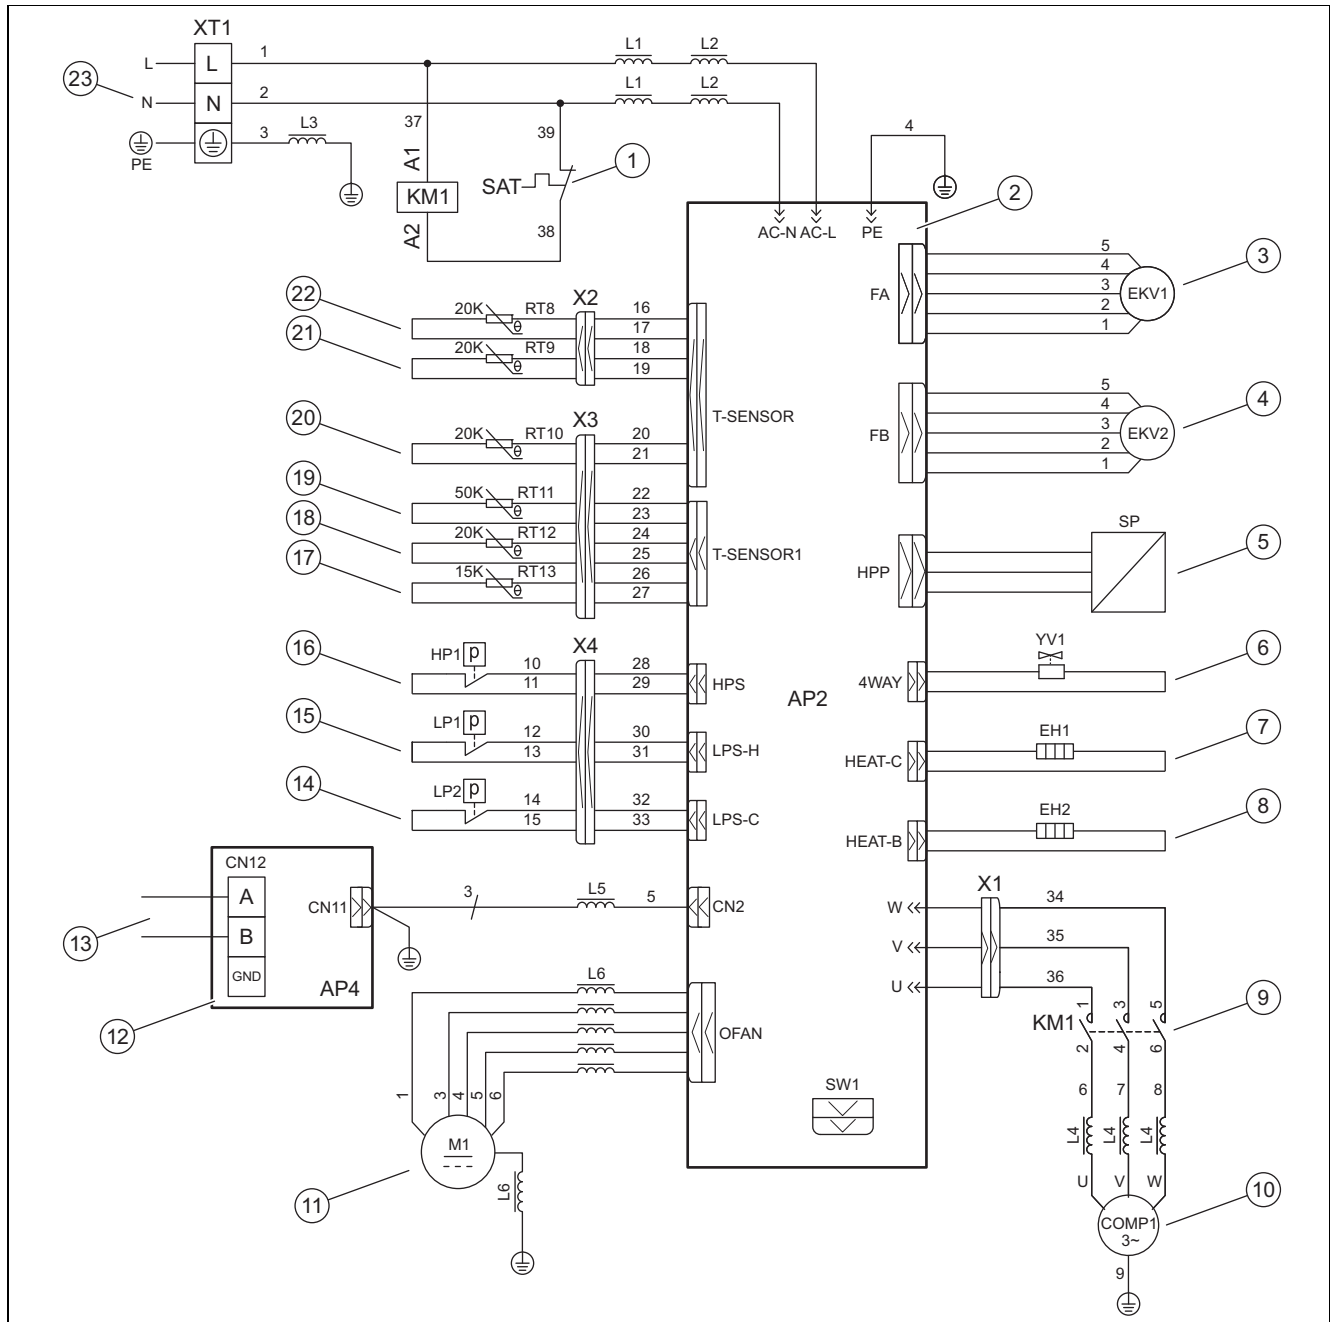 XT1
L L 1 L1 L2
23
N N 2 L1 L2
PE 3 L3
37 39 4
A1 SAT 1
KM1
A2 38
2
AC-N AC-L PE
FA 5 4 3 2 1 EKV1 3
22 20K RT8 X2 16
17
21 20K RT9 18
19
T-SENSOR
FB 5 4 3 2 1 EKV2 4
20 20K RT10 X3 20
21
19 50K RT11 22
23
18 20K RT12 24
25
17 15K RT13 26
27
T-SENSOR1
HPP SP 5
16 HP1 p 10 X4 28
11 29 HPS
AP2
4WAY YV1 6
15 LP1 p 12 30
13 31 LPS-H
HEAT-C EH1 7
14 LP2 p 14 32
15 33 LPS-C
HEAT-B EH2 8
CN12
A
B
GND
CN11
AP4
13
12
3 L5 5 CN2
X1
W 34
V 35
U 36
L6
OFAN
1 3 4 5 6
M1
11
L6
SW1
KM1 1 3 5 9
2 4 6
6 7 8
L4 L4 L4
U V W
COMP1
3~
10
9